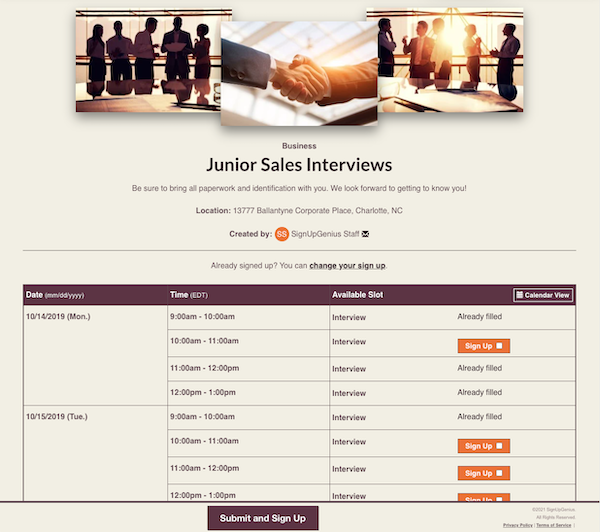 Business
Junior Sales Interviews
Be sure to bring all paperwork and identification with you. We look forward to getting to know you!
Location: 13777 Ballantyne Corporate Place, Charlotte, NC
Created by: SS SignUpGenius Staff
Already signed up? You can change your sign up.
Date (mm/dd/yyyy) Time (EDT) Available Slot Calendar View
10/14/2019 (Mon.) 9:00am - 10:00am Interview Already filled
10:00am - 11:00am Interview Sign Up
11:00am - 12:00pm Interview Already filled
12:00pm - 1:00pm Interview Already filled
10/15/2019 (Tue.) 9:00am - 10:00am Interview Already filled
10:00am - 11:00am Interview Sign Up
11:00am - 12:00pm Interview Sign Up
12:00pm - 1:00pm Interview Sign Up
Submit and Sign Up
©2021 SignUpGenius.
All Rights Reserved.
Privacy Policy | Terms of Service